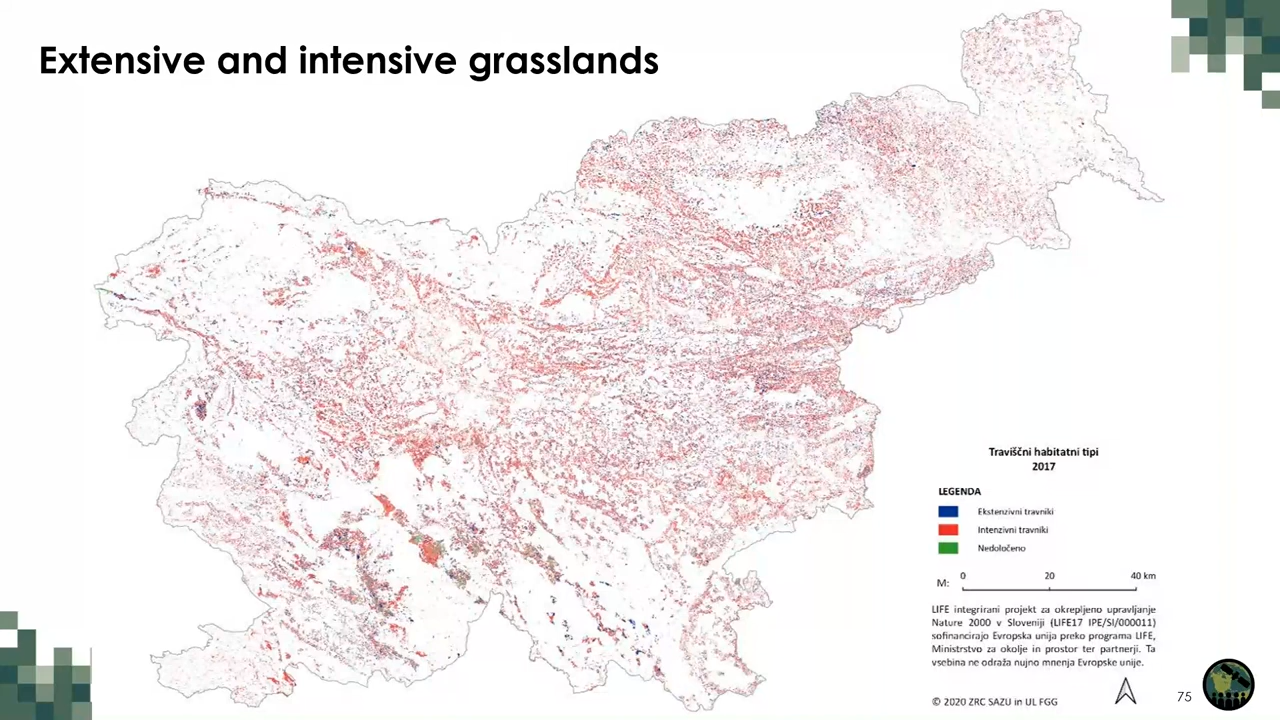 Extensive and intensive grasslands
Traviščni habitatni tipi
2017
LEGENDA
Ekstenzivni travniki
Intenzivni travniki
Nedoločeno
M: 0 20 40 km
LIFE integrirani projekt za okrepljeno upravljanje
Nature 2000 v Sloveniji (LIFE17 IPE/SI/000011)
sofinancirajo Evropska unija preko programa LIFE,
Ministrstvo za okolje in prostor ter partnerji. Ta
vsebina ne odraža nujno mnenja Evropske unije.
© 2020 ZRC SAZU in UL FGG
75